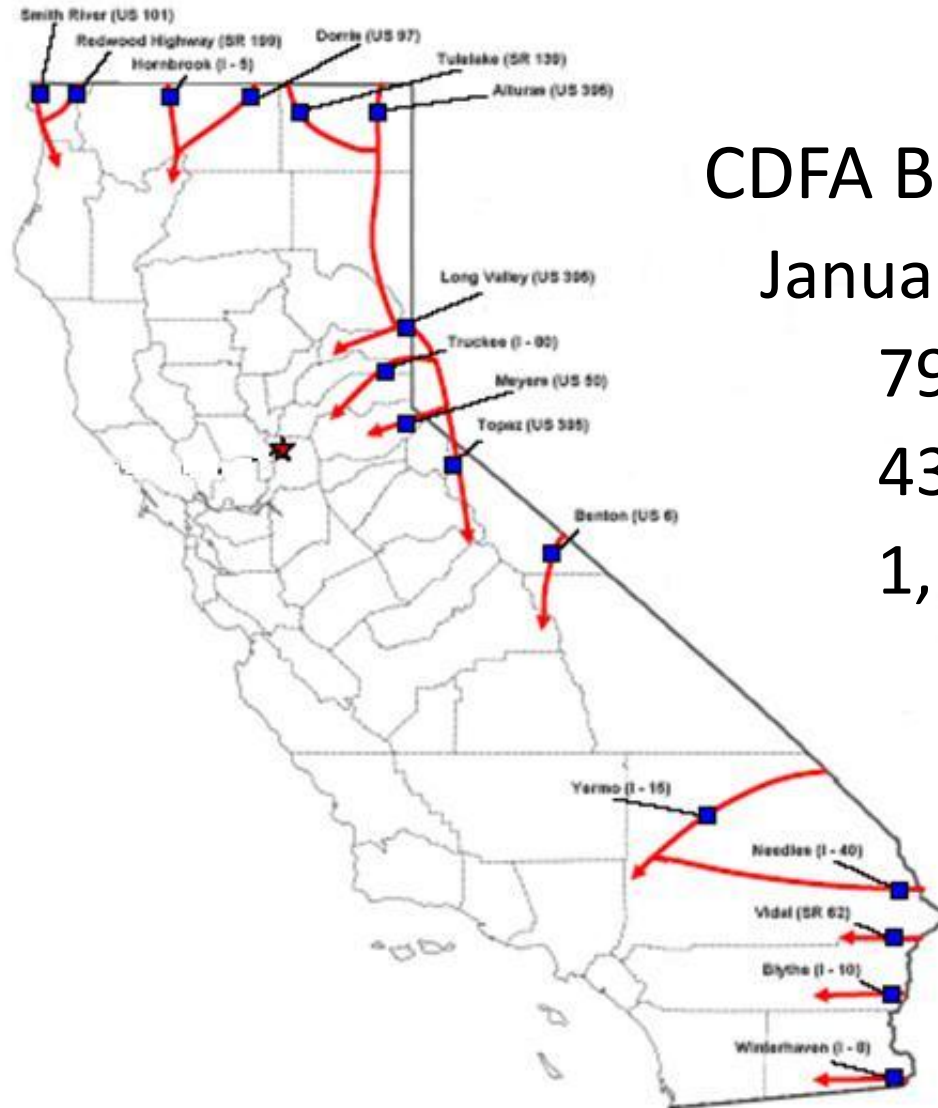 Smith River (US 101)
Redwood Highway (SR 199)
Dorris (US 97)
Hornbrook (I - 5)
Tulelake (SR 139)
Alturas (US 395)
CDFA B
Janua
Long Valley (US 395)
Truckee (I - 80)
79
Meyers (US 50)
Topaz (US 395)
43
Benton (US 6)
1,
Yermo (I - 15)
Needles (I - 40)
Vidal (SR 62)
Blythe (I - 10)
Winterhaven (I - 8)